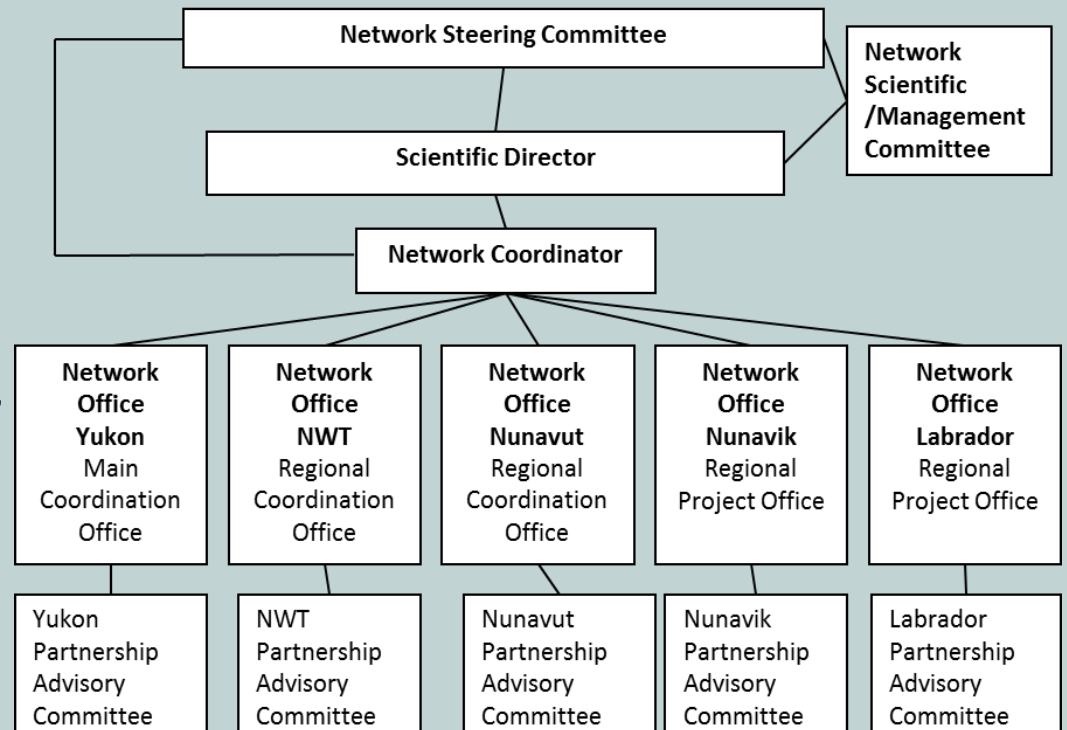 Network Steering Committee
Network
Scientific
/Management
Committee
Scientific Director
Network Coordinator
Network
Office
Yukon
Main
Coordination
Office
Network
Office
NWT
Regional
Coordination
Office
Network
Office
Nunavut
Regional
Coordination
Office
Network
Office
Nunavik
Regional
Project Office
Network
Office
Labrador
Regional
Project Office
Yukon
Partnership
Advisory
Committee
NWT
Partnership
Advisory
Committee
Nunavut
Partnership
Advisory
Committee
Nunavik
Partnership
Advisory
Committee
Labrador
Partnership
Advisory
Committee